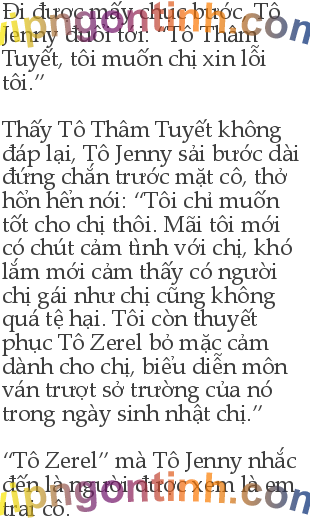 Đi được mấy chục bước, Tô
Jenny đuổi tới: “Tô Thâm
Tuyết, tôi muốn chị xin lỗi
tôi.”
Thấy Tô Thâm Tuyết không
đáp lại, Tô Jenny sải bước dài
đứng chắn trước mặt cô, thở
hổn hển nói: “Tôi chỉ muốn
tốt cho chị thôi. Mãi tôi mới
có chút cảm tình với chị, khó
lắm mới cảm thấy có người
chị gái như chị cũng không
quá tệ hại. Tôi còn thuyết
phục Tô Zerel bỏ mặc cảm
dành cho chị, biểu diễn môn
ván trượt sở trường của nó
trong ngày sinh nhật chị.”
“Tô Zerel” mà Tô Jenny nhắc
đến là người được xem là em
trai cô.
vipngontinh.com
vipngontinh.com